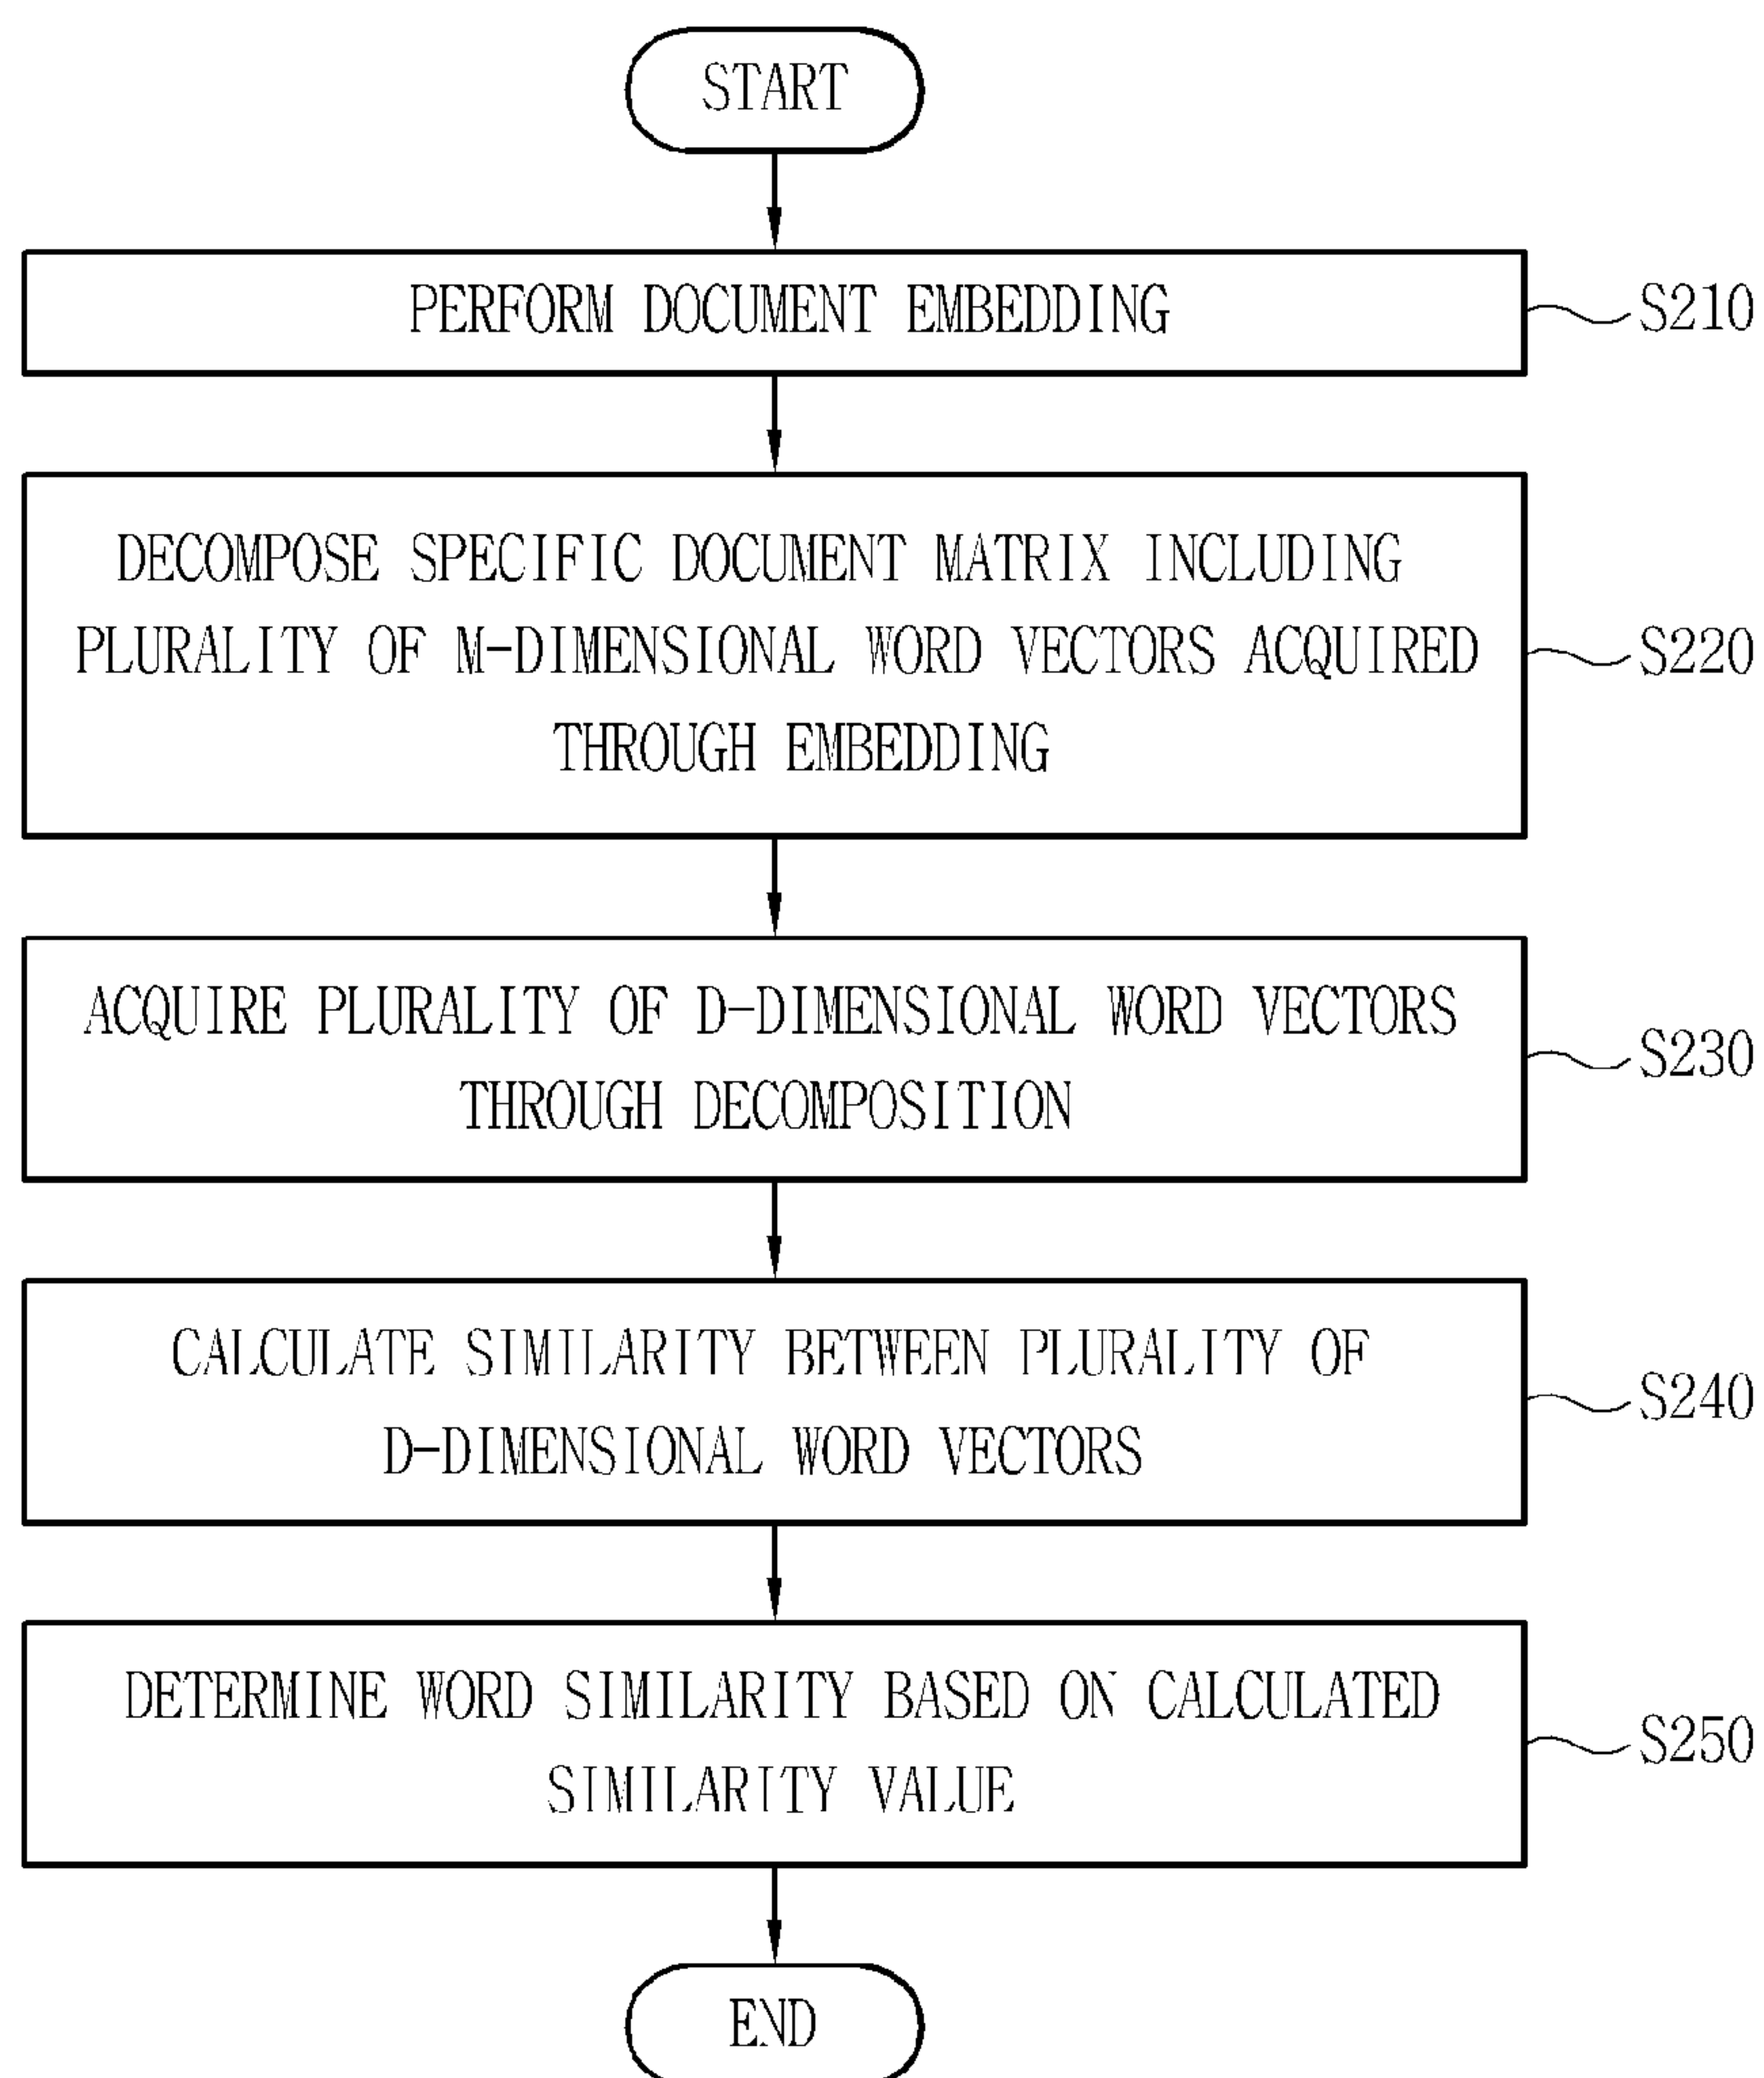 START
PERFORM DOCUMENT EMBEDDING
S210
DECOMPOSE SPECIFIC DOCUMENT MATRIX INCLUDING
PLURALITY OF M-DIMENSIONAL WORD VECTORS ACQUIRED
THROUGH EMBEDDING
S220
ACQUIRE PLURALITY OF D-DIMENSIONAL WORD VECTORS
THROUGH DECOMPOSITION
S230
CALCULATE SIMILARITY BETWEEN PLURALITY OF
D-DIMENSIONAL WORD VECTORS
S240
DETERMINE WORD SIMILARITY BASED ON CALCULATED
SIMILARITY VALUE
S250
END